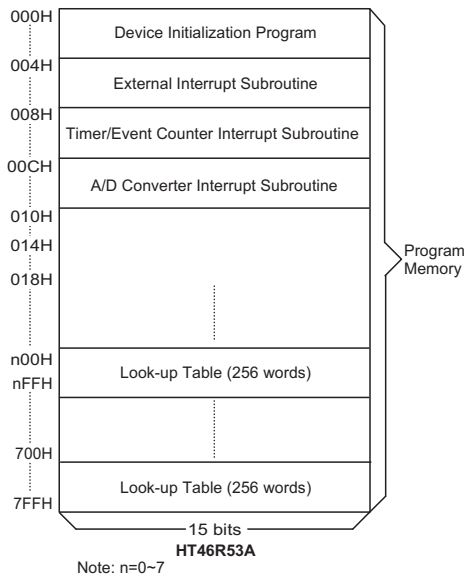 000H
Device Initialization Program
004H
External Interrupt Subroutine
008H
Timer/Event Counter Interrupt Subroutine
00CH
A/D Converter Interrupt Subroutine
010H
014H
018H
Program
Memory
n00H
Look-up Table (256 words)
nFFH
700H
Look-up Table (256 words)
7FFH
15 bits
HT46R53A
Note: n=0~7